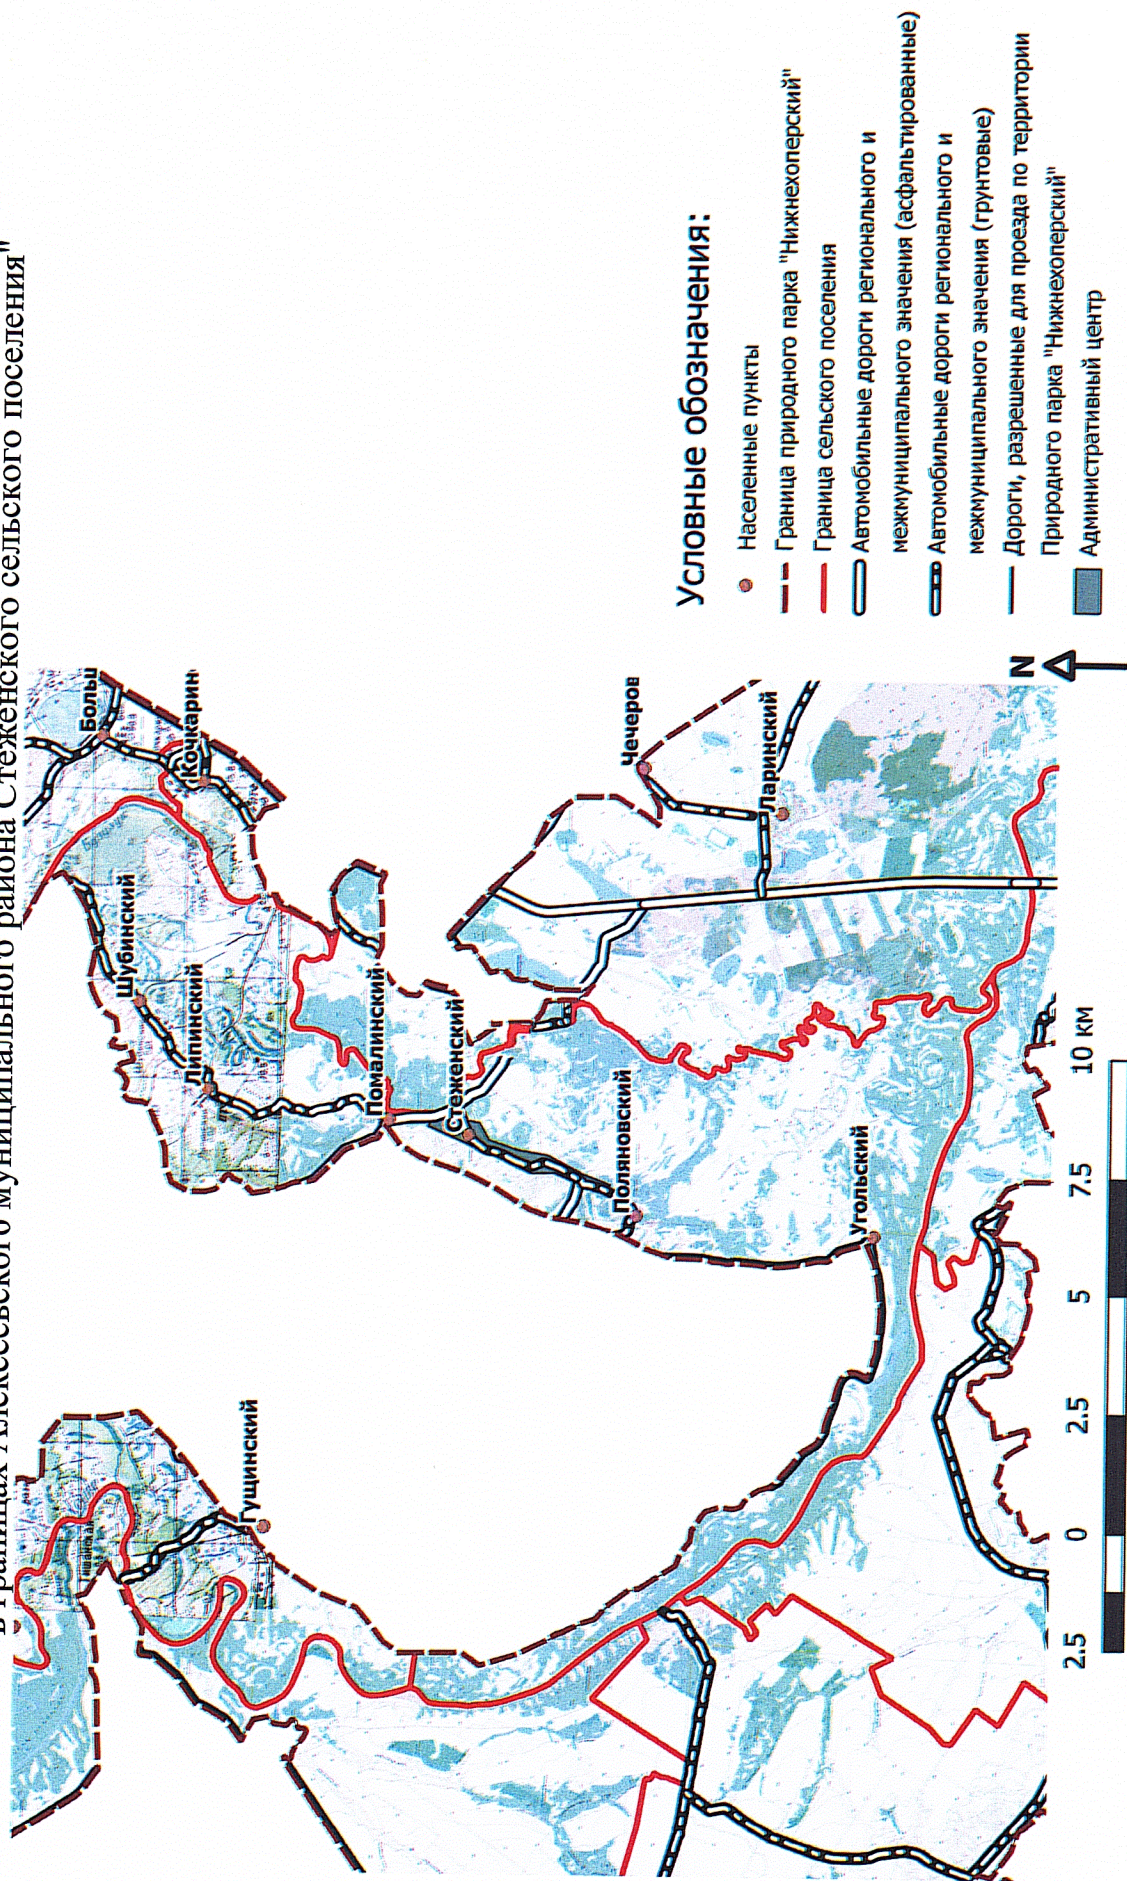 в границах Алексеевского муниципального района Стеженского сельского поселения"
Больш
Кочкарин
Шубинский
Липинский
Помалинский
Стеженский
Поляновский
Угольский
Гущинский
Чечеров
Ларинский
Условные обозначения:
Населенные пункты
Граница природного парка "Нижнехоперский"
Граница сельского поселения
Автомобильные дороги регионального и
межмуниципального значения (асфальтированные)
Автомобильные дороги регионального и
межмуниципального значения (грунтовые)
Дороги, разрешенные для проезда по территории
Природного парка "Нижнехоперский"
Административный центр
N
2.5 0 2.5 5 7.5 10 км